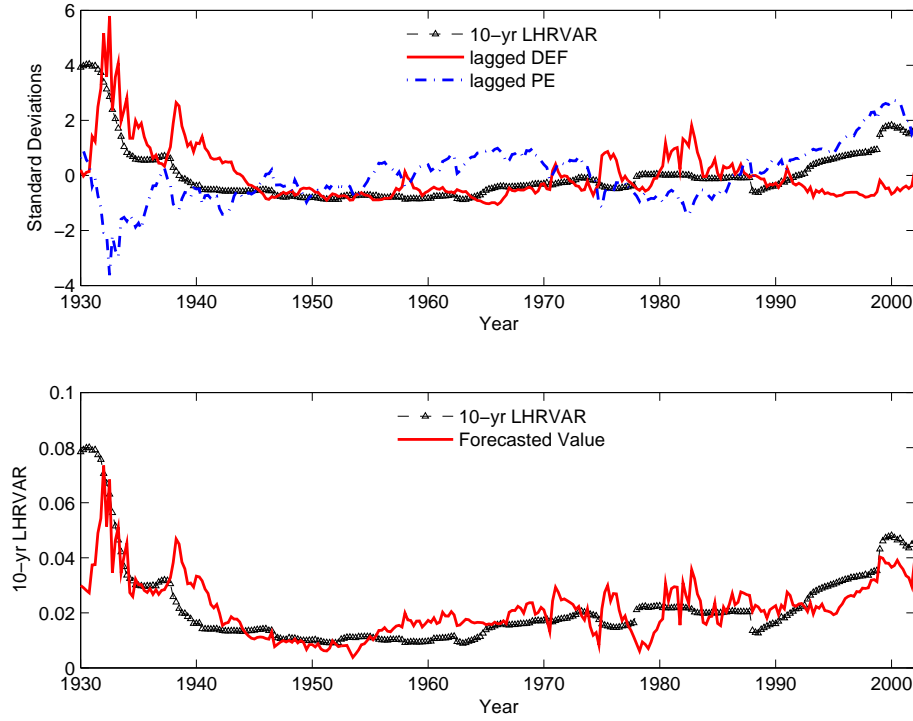 6
4
2
0
−2
−4
Standard Deviations
10−yr LHRVAR
lagged DEF
lagged PE
1930 1940 1950 1960 1970 1980 1990 2000
Year
0.1
0.08
0.06
0.04
0.02
0
10−yr LHRVAR
10−yr LHRVAR
Forecasted Value
1930 1940 1950 1960 1970 1980 1990 2000
Year